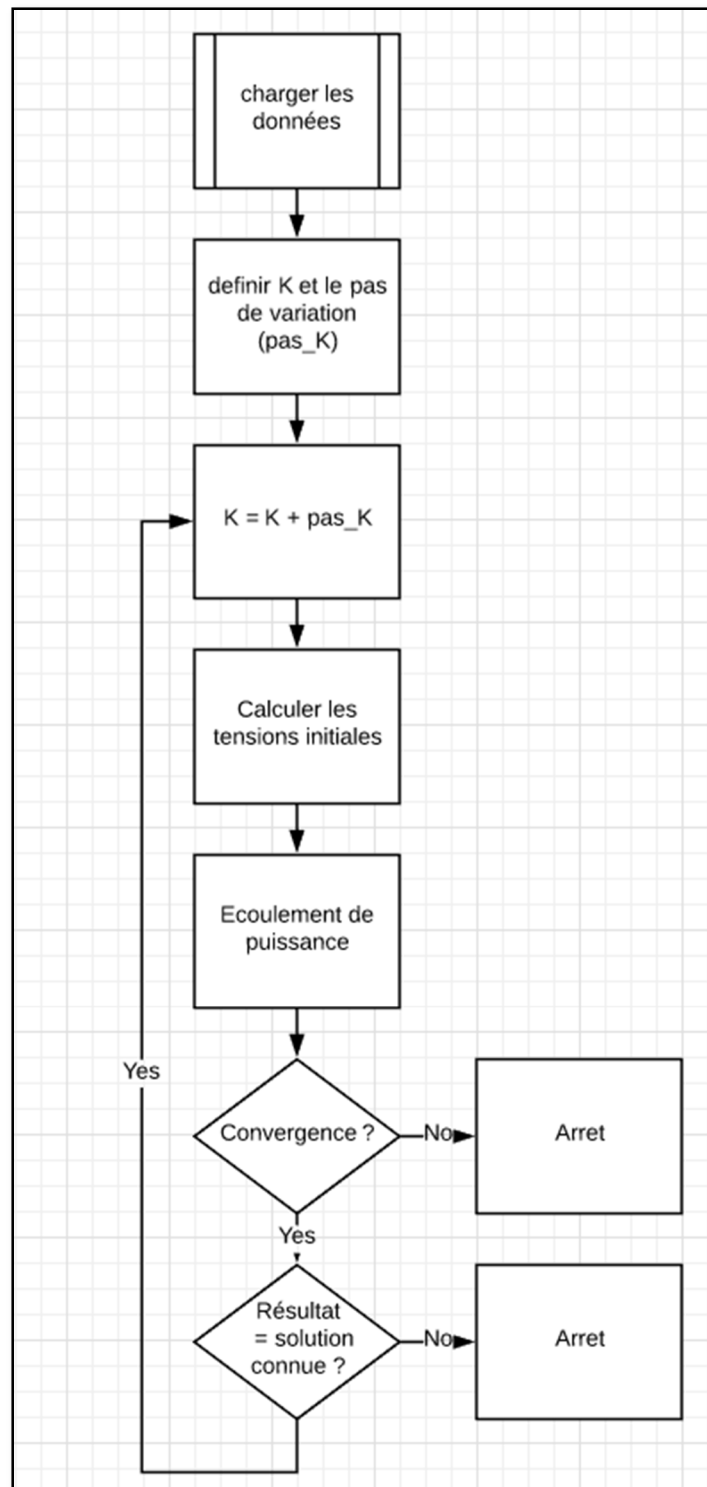 charger les
données
definir K et le pas
de variation
(pas_K)
K = K + pas_K
Calculer les
tensions initiales
Ecoulement de
puissance
Yes
Convergence ?
No
Arret
Yes
Résultat
= solution
connue ?
No
Arret